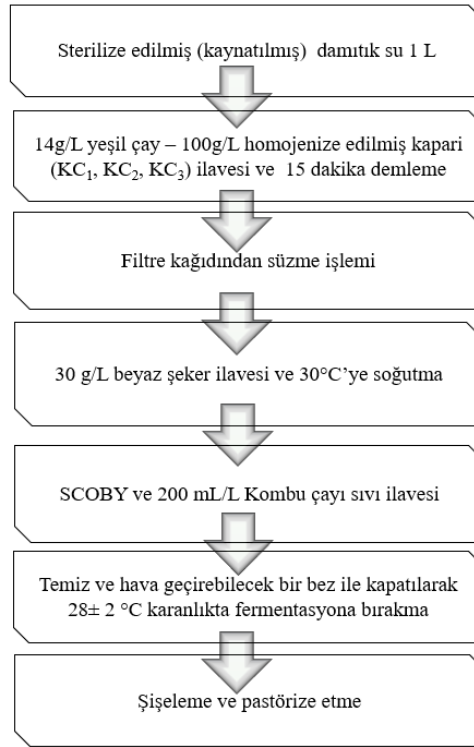 Sterilize edilmiş (kaynatılmış) damıtık su 1 L
14g/L yeşil çay – 100g/L homojenize edilmiş kapari
(KC₁, KC₂, KC₃) ilavesi ve 15 dakika demleme
Filtre kağıdından süzme işlemi
30 g/L beyaz şeker ilavesi ve 30°C’ye soğutma
SCOBY ve 200 mL/L Kombu çayı sıvı ilavesi
Temiz ve hava geçirebilecek bir bez ile kapatılarak
28± 2 °C karanlıkta fermentasyona bırakma
Şişeleme ve pastörize etme